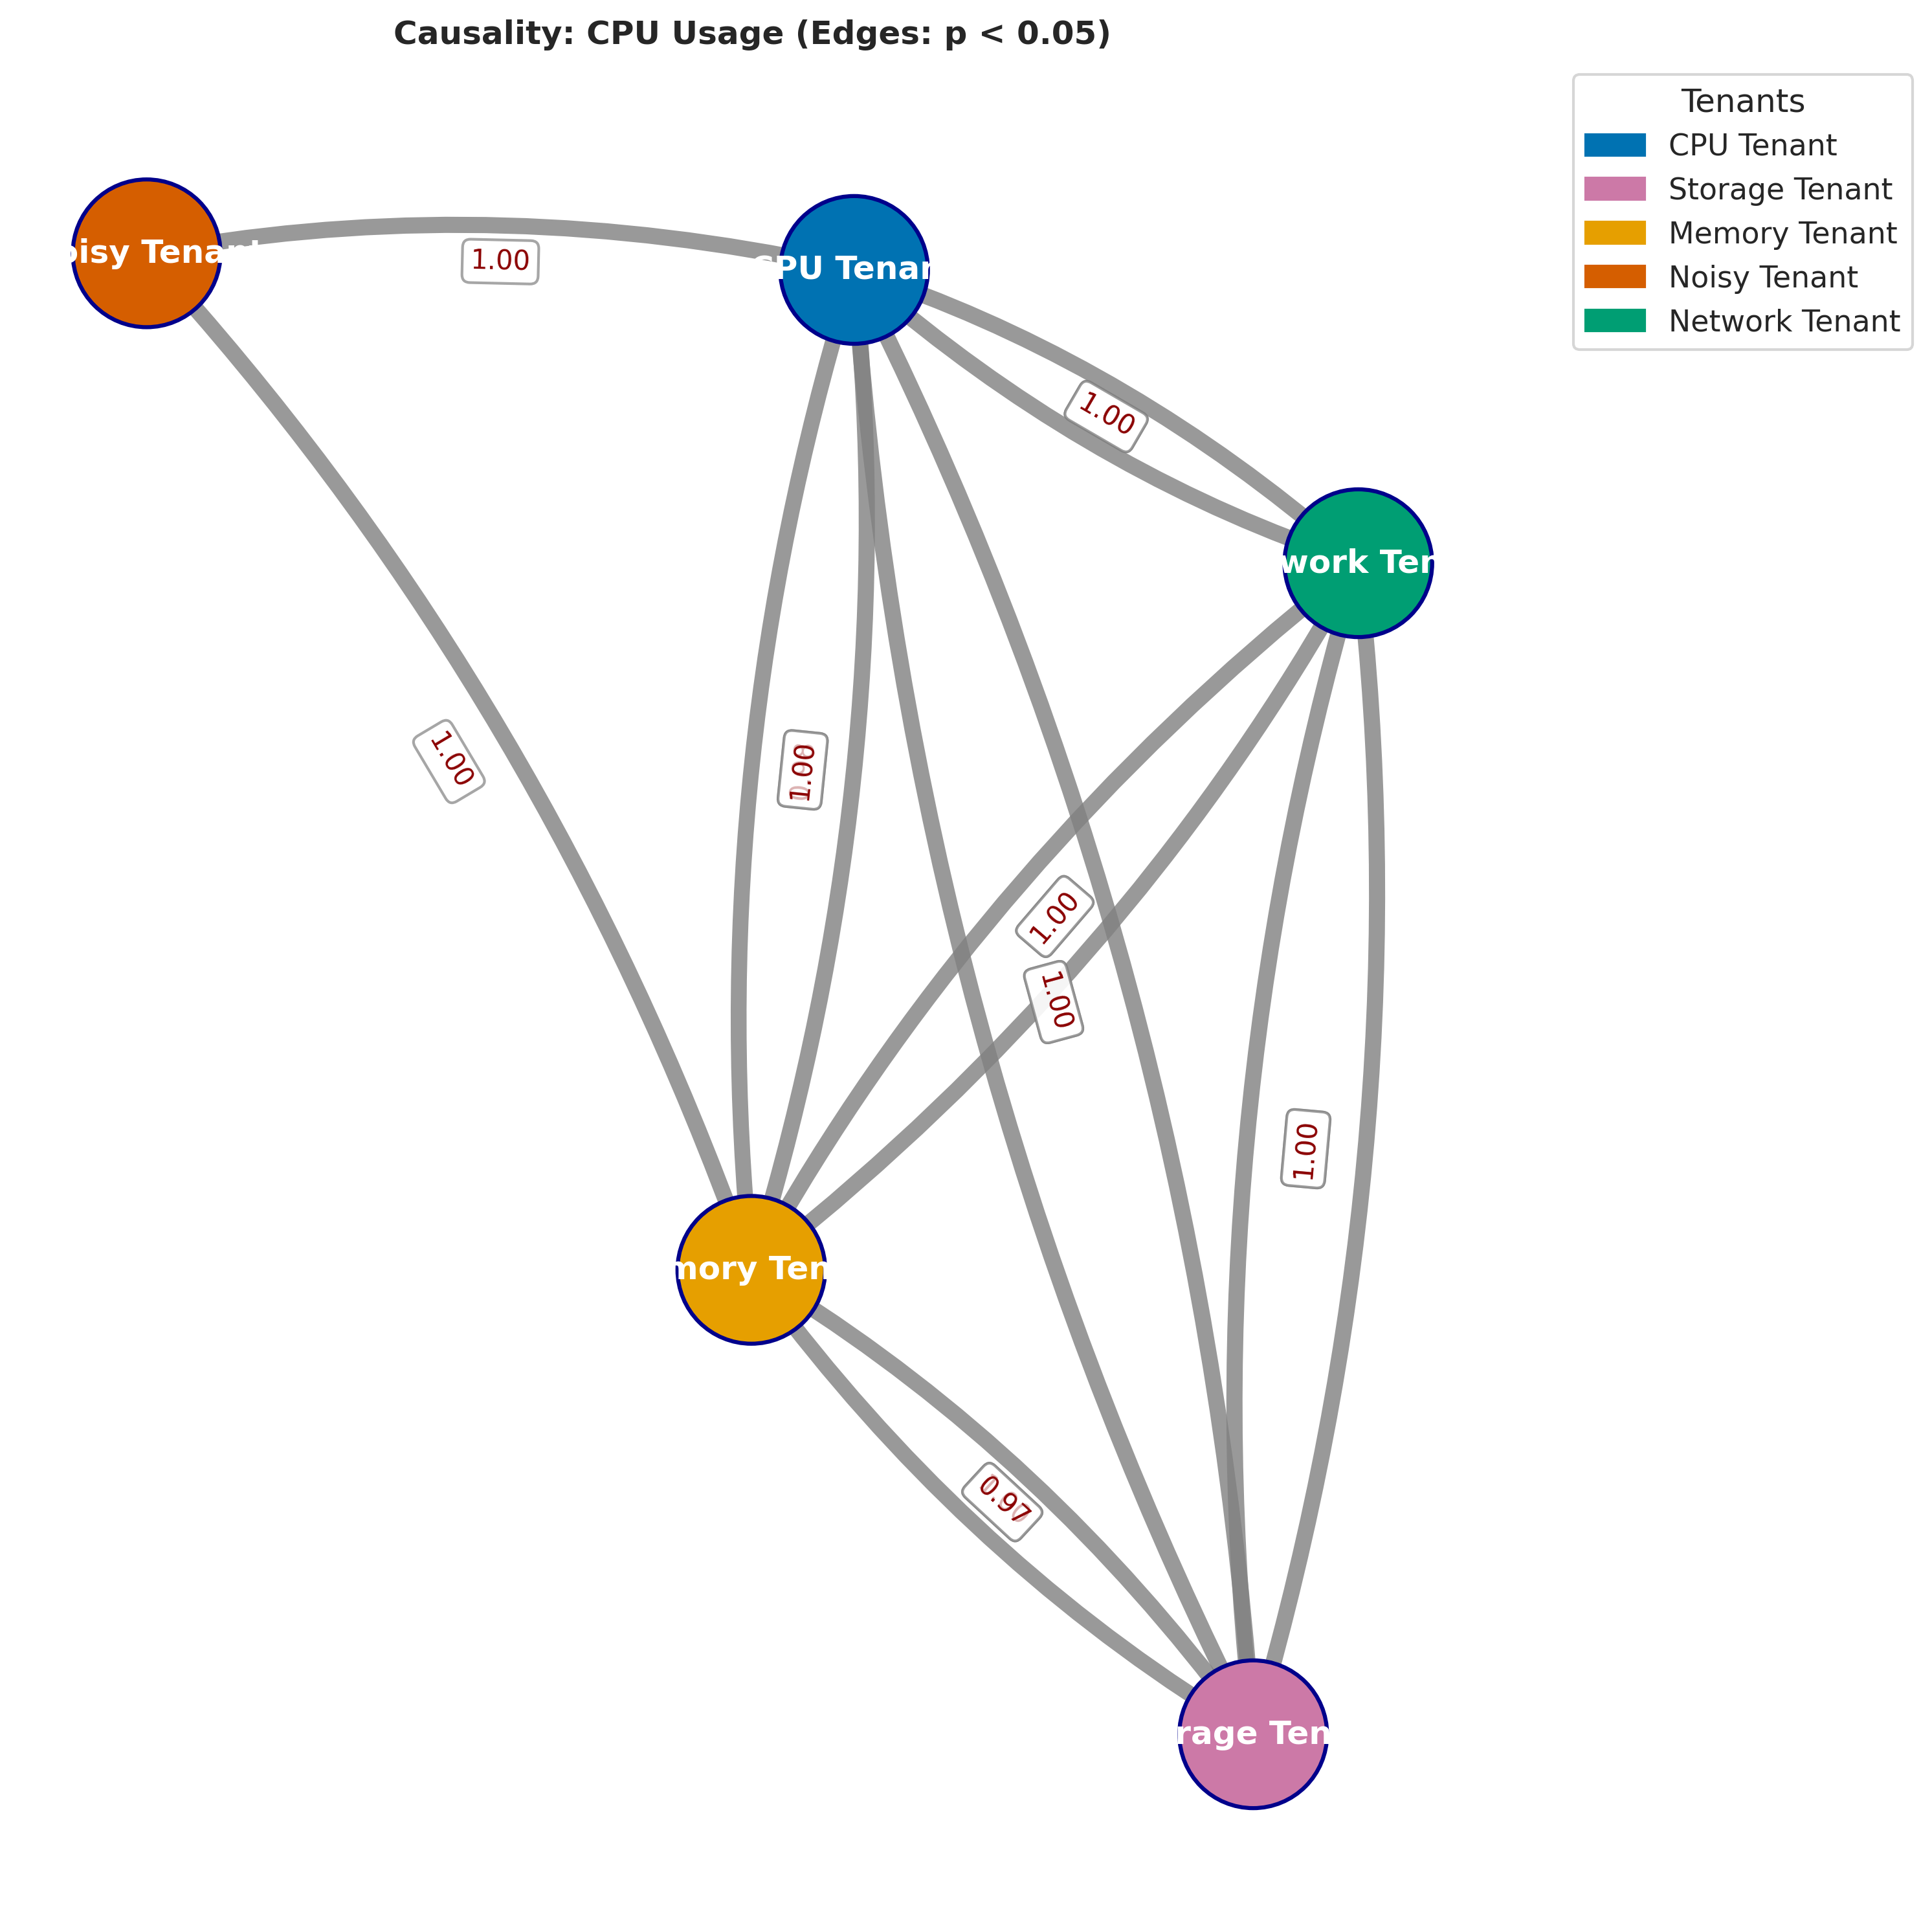 Causality: CPU Usage (Edges: p < 0.05)
Tenants
CPU Tenant
Storage Tenant
Memory Tenant
Noisy Tenant
Network Tenant
oisy Tenant
1.00
CPU Tenan
1.00
work Ten
1.00
1.00
1.00
1.00
1.00
mory Ten
0.97
rage Ten